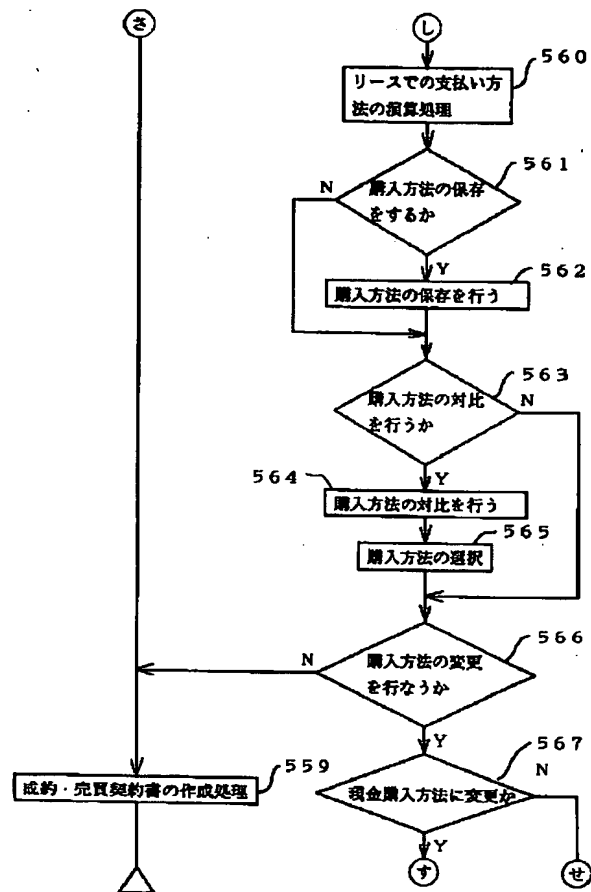 さ
し
560
リースでの支払い方
法の演算処理
561
購入方法の保存
をするか
N
Y
562
購入方法の保存を行う
563
購入方法の対比
を行うか
N
Y
564
購入方法の対比を行う
565
購入方法の選択
566
購入方法の変更
を行なうか
N
Y
567
現金購入方法に変更か
N
Y
559
成約・売買契約書の作成処理
す
せ